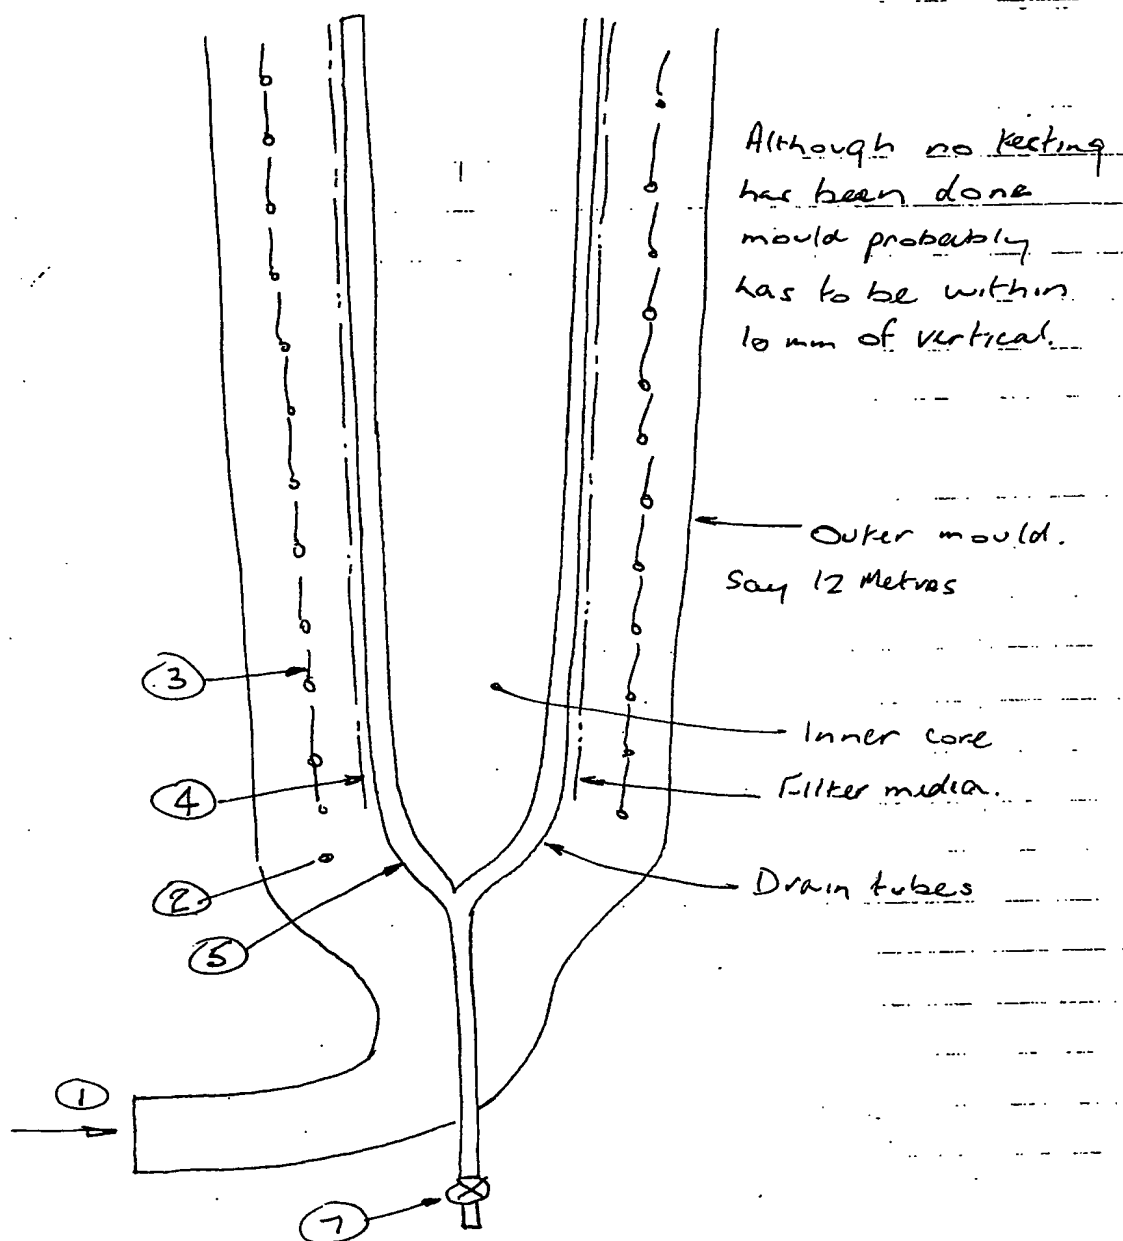 Although no testing
has been done
mould probably
has to be within
10 mm of vertical.
Outer mould.
Say 12 Metres
3
Inner core
4
Filter media.
2
Drain tubes
5
1
7